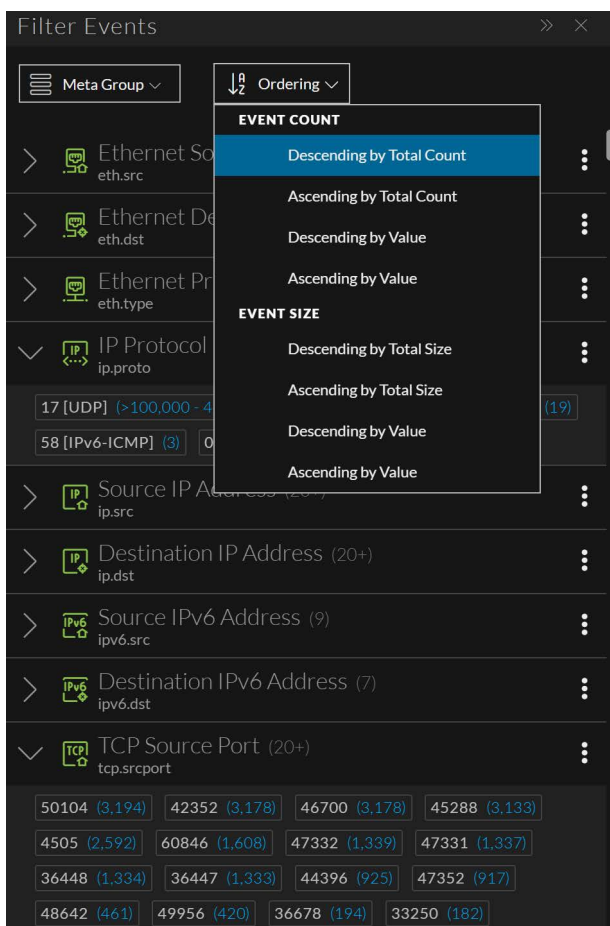 Filter Events
Meta Group
Ordering
EVENT COUNT
Descending by Total Count
Ascending by Total Count
Descending by Value
Ascending by Value
EVENT SIZE
Descending by Total Size
Ascending by Total Size
Descending by Value
Ascending by Value
Ethernet
eth.src
Ethernet
eth.dst
Ethernet
eth.type
IP Protocol
ip.proto
17 [UDP] (>100,000 - (19)
58 [IPv6-ICMP] (3)
Source IP Address (20+)
ip.src
Destination IP Address (20+)
ip.dst
Source IPv6 Address (9)
ipv6.src
Destination IPv6 Address (7)
ipv6.dst
TCP Source Port (20+)
tcp.srcport
50104 (3,194) 42352 (3,178) 46700 (3,178) 45288 (3,133)
4505 (2,592) 60846 (1,608) 47332 (1,339) 47331 (1,337)
36448 (1,334) 36447 (1,333) 44396 (925) 47352 (917)
48642 (461) 49956 (420) 36678 (194) 33250 (182)